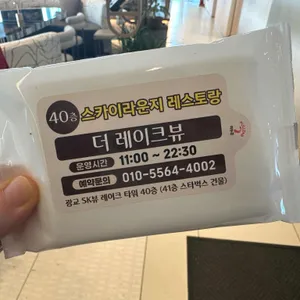 40층 스카이라운지 레스토랑
더 레이크뷰
운영시간 11:00 ~ 22:30
예약문의 010-5564-4002
광교 SK뷰 레이크 타워 40층 (41층 스타벅스 건물)